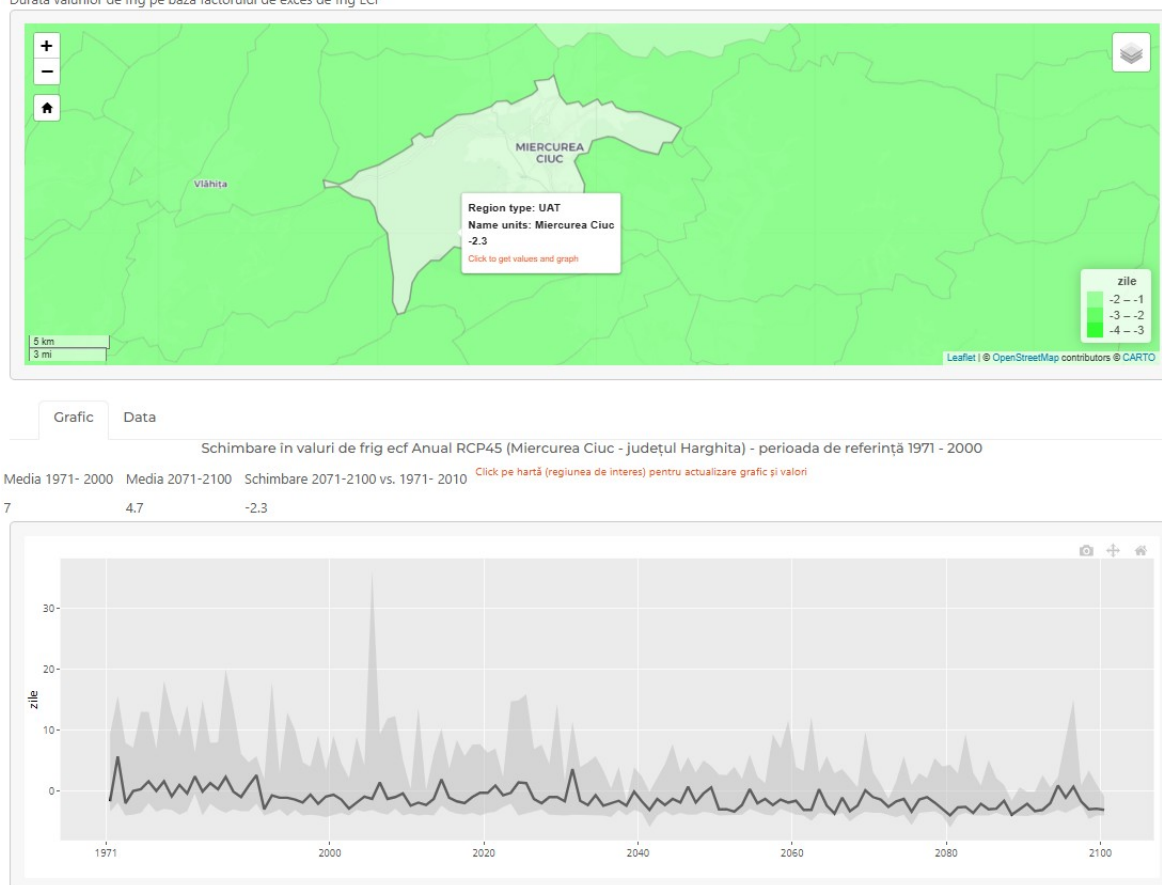 Durata valurilor de frig pe baza factorului de exces de frig ECF
+
−
MIERCUREA
CIUC
Vlăhița
Region type: UAT
Name units: Miercurea Ciuc
-2.3
Click to get values and graph
zile
-2 – -1
-3 – -2
-4 – -3
5 km
3 mi
Leaflet | © OpenStreetMap contributors © CARTO
Grafic Data
Schimbare în valuri de frig ecf Anual RCP45 (Miercurea Ciuc - județul Harghita) - perioada de referință 1971 - 2000
Media 1971- 2000 Media 2071-2100 Schimbare 2071-2100 vs. 1971- 2010 Click pe hartă (regiunea de interes) pentru actualizare grafic și valori
7 4.7 -2.3
30
20
10
0
zile
1971 2000 2020 2040 2060 2080 2100